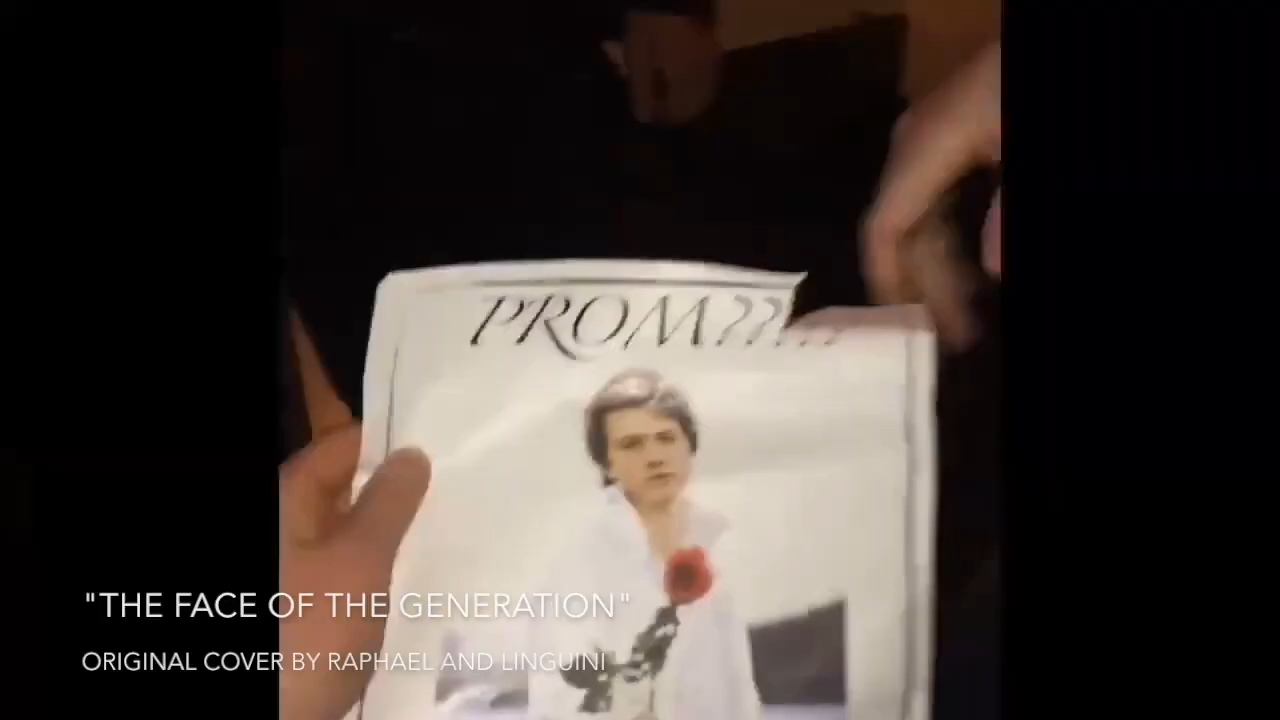 PROM???...
"THE FACE OF THE GENERATION"
ORIGINAL COVER BY RAPHAEL AND LINGUINI